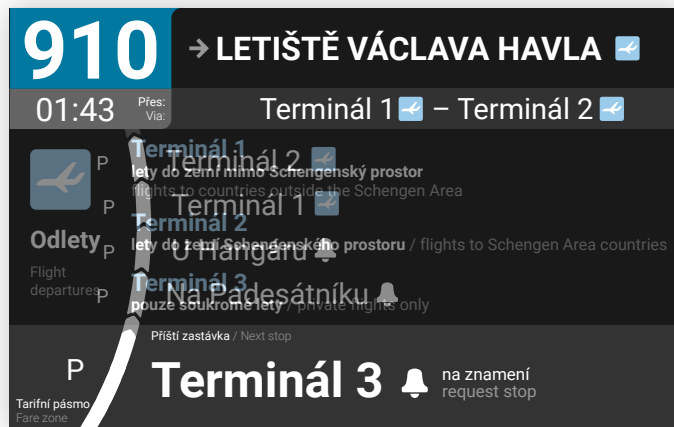 910
→ LETIŠTĚ VÁCLAVA HAVLA
01:43
Přes:
Via:
Terminál 1 – Terminál 2
Odlety
Flight
departures
Terminál 1
lety do zemí mimo Schengenský prostor
flights to countries outside the Schengen Area
Terminál 2
lety do zemí Schengenského prostoru / flights to Schengen Area countries
Terminál 3
pouze soukromé lety / private flights only
P Terminál 2
P Terminál 1
P U Hangáru
P Na Padesátníku
Příští zastávka / Next stop
P
Terminál 3
na znamení
request stop
Tarifní pásmo
Fare zone